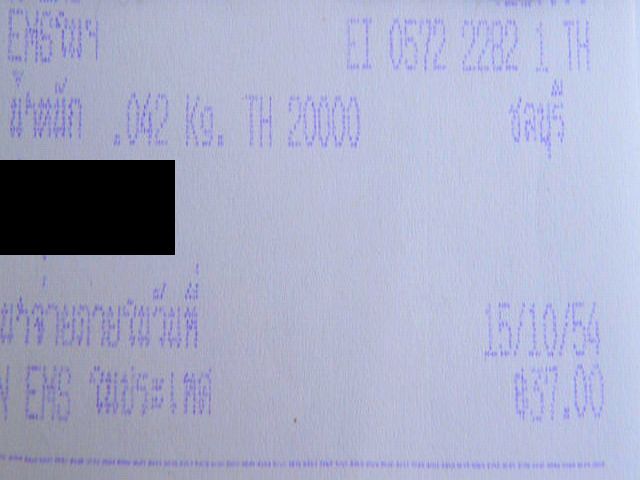 EMSในฯ EI 0572 2282 1 TH
น้ำหนัก .042 Kg. TH 20000 ชลบุรี
นำจ่ายภายในวันที่ 15/10/54
EMS ในประเทศ ฿37.00